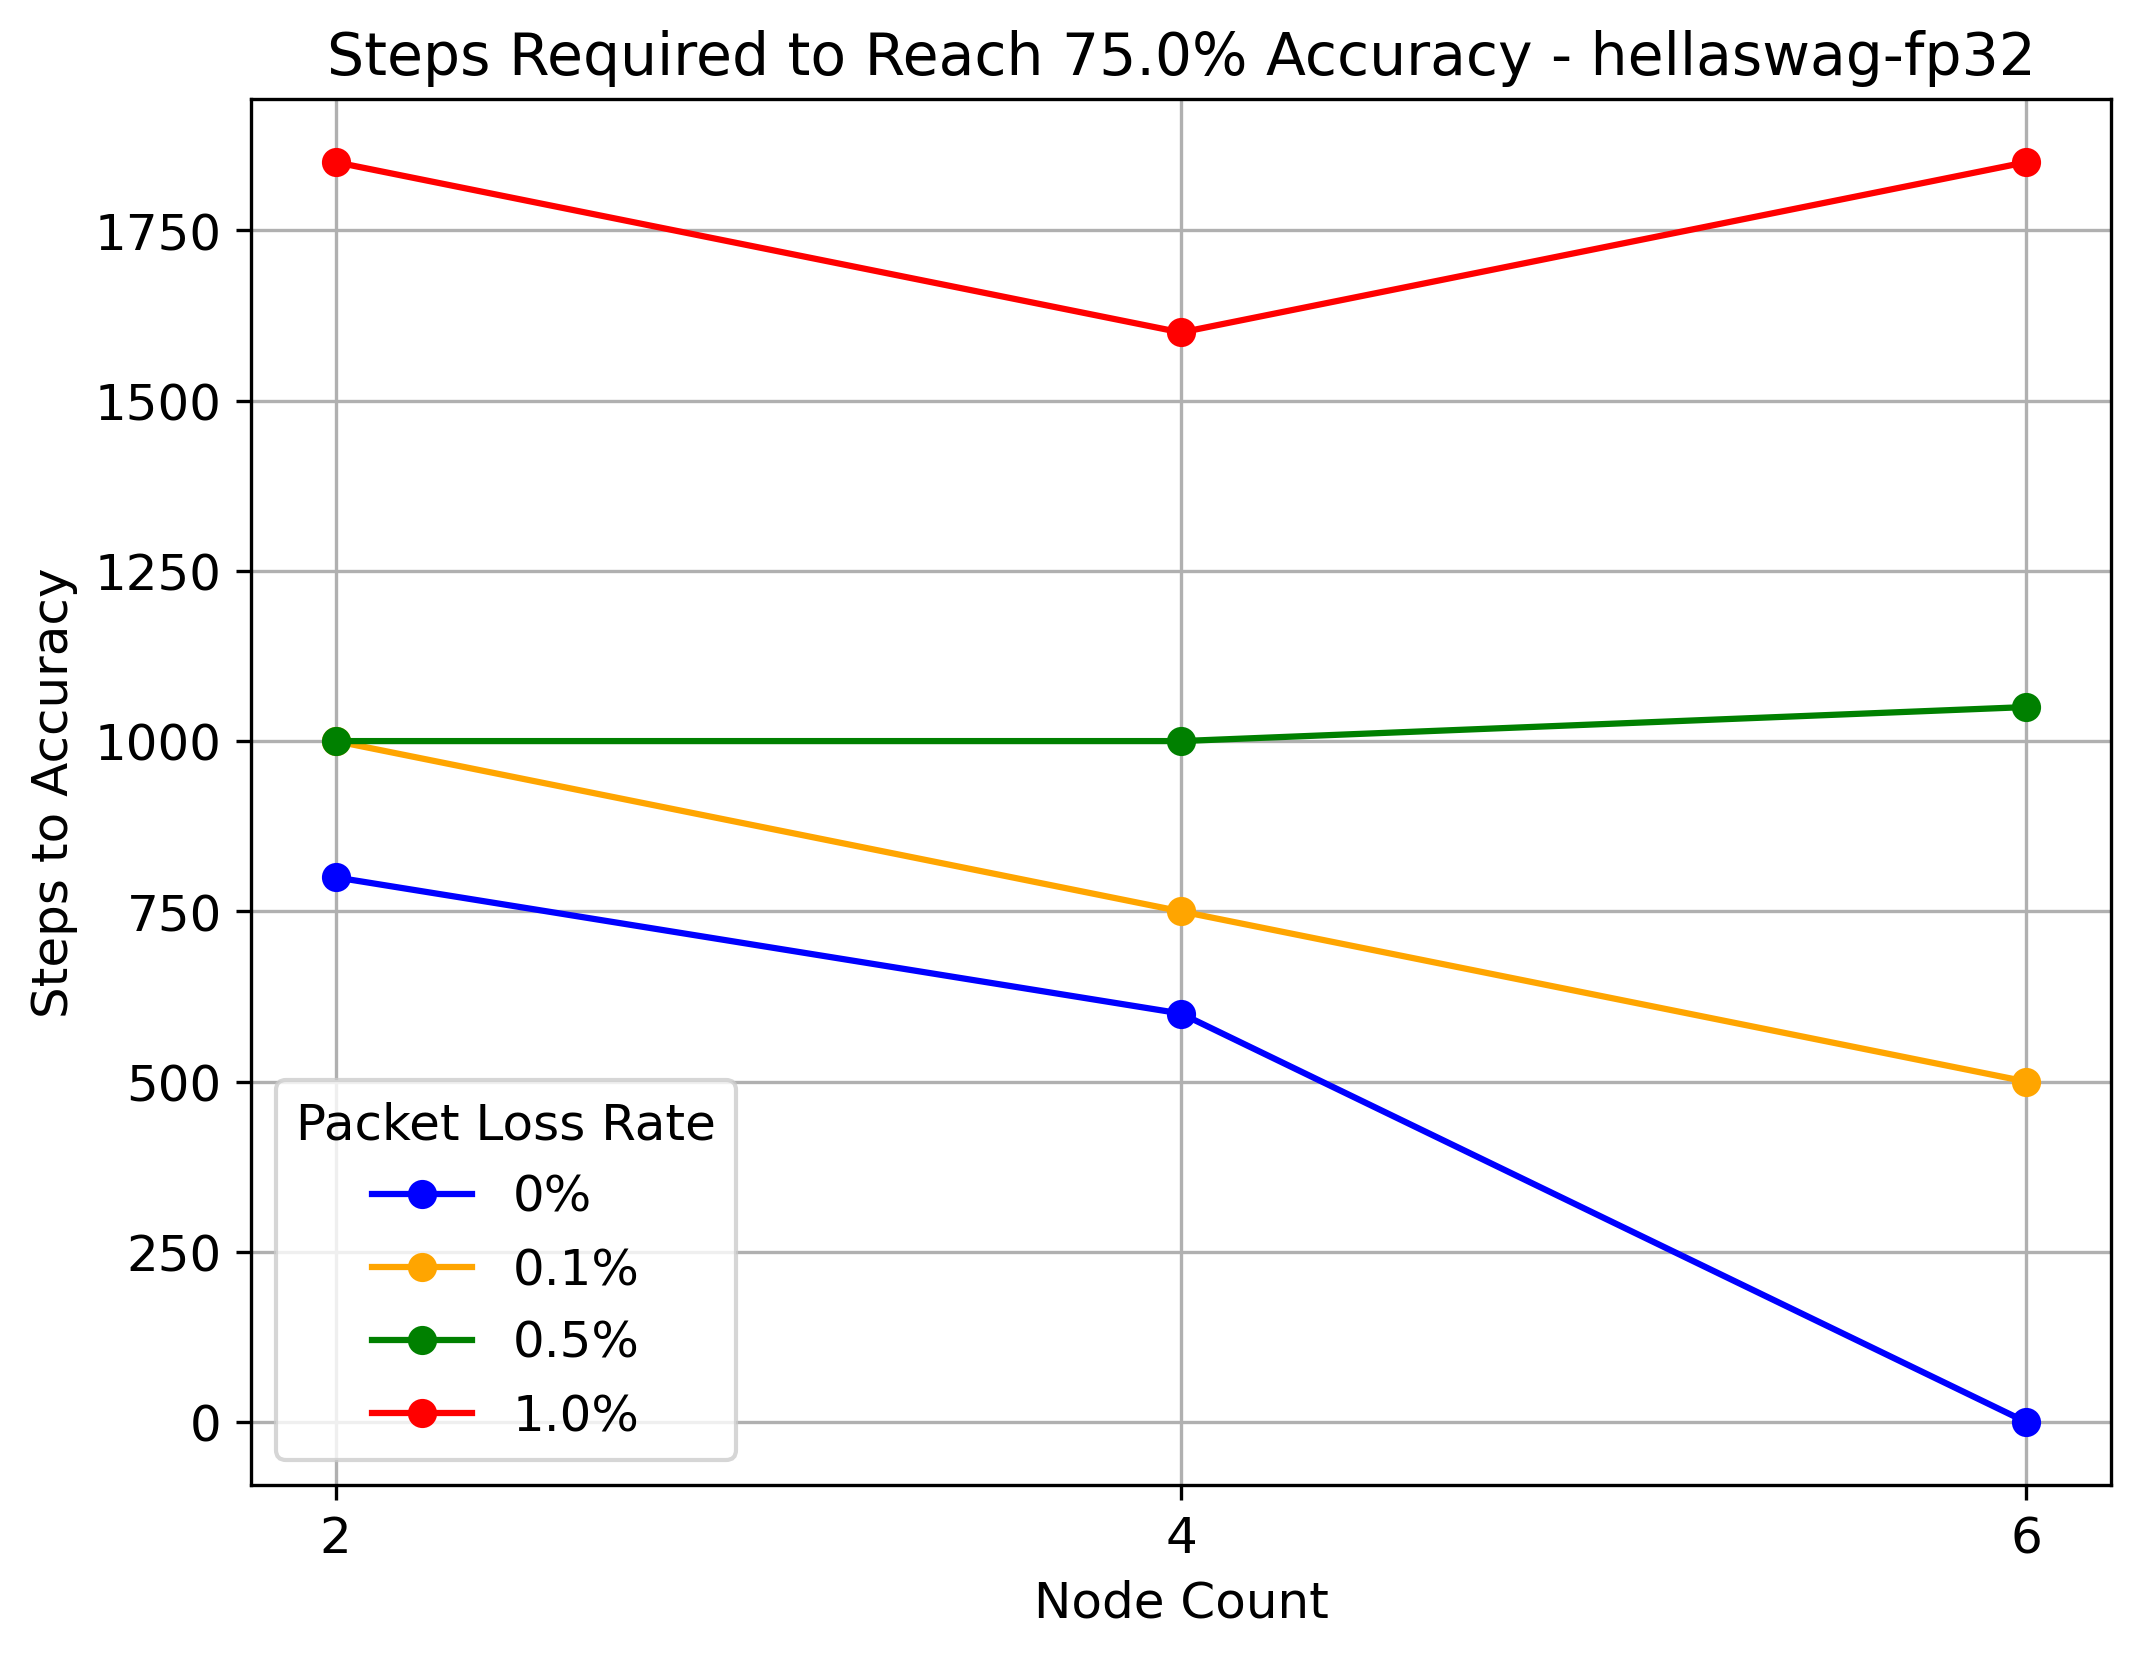 Steps Required to Reach 75.0% Accuracy - hellaswag-fp32
Steps to Accuracy
1750
1500
1250
1000
750
500
250
0
Packet Loss Rate
0%
0.1%
0.5%
1.0%
2 4 6
Node Count